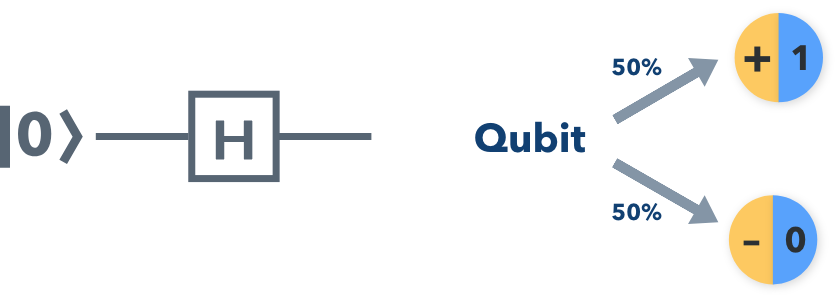 |0⟩
H
Qubit
50%
+ 1
50%
- 0